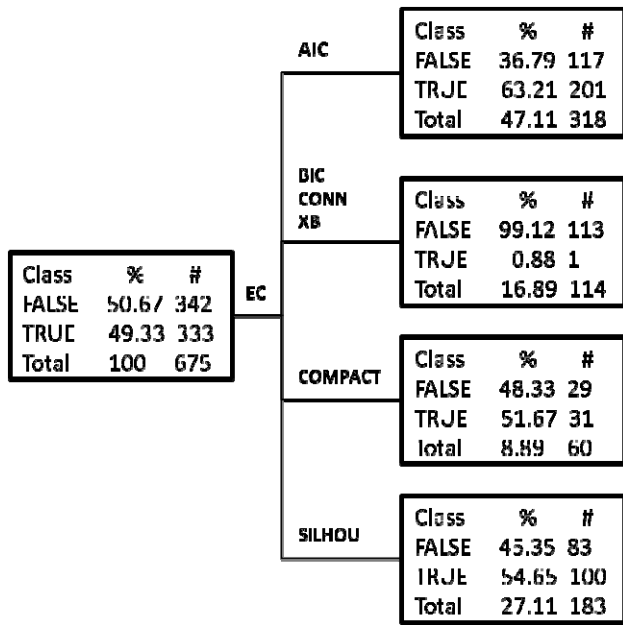 AIC
Class % #
FALSE 36.79 117
TRUE 63.21 201
Total 47.11 318
BIC
CONN
XB
Class % #
FALSE 99.12 113
TRUE 0.88 1
Total 16.89 114
Class % #
FALSE 50.67 342
TRUE 49.33 333
Total 100 675
EC
COMPACT
Class % #
FALSE 48.33 29
TRUE 51.67 31
Total 8.89 60
SILHOU
Class % #
FALSE 45.35 83
TRUE 54.65 100
Total 27.11 183